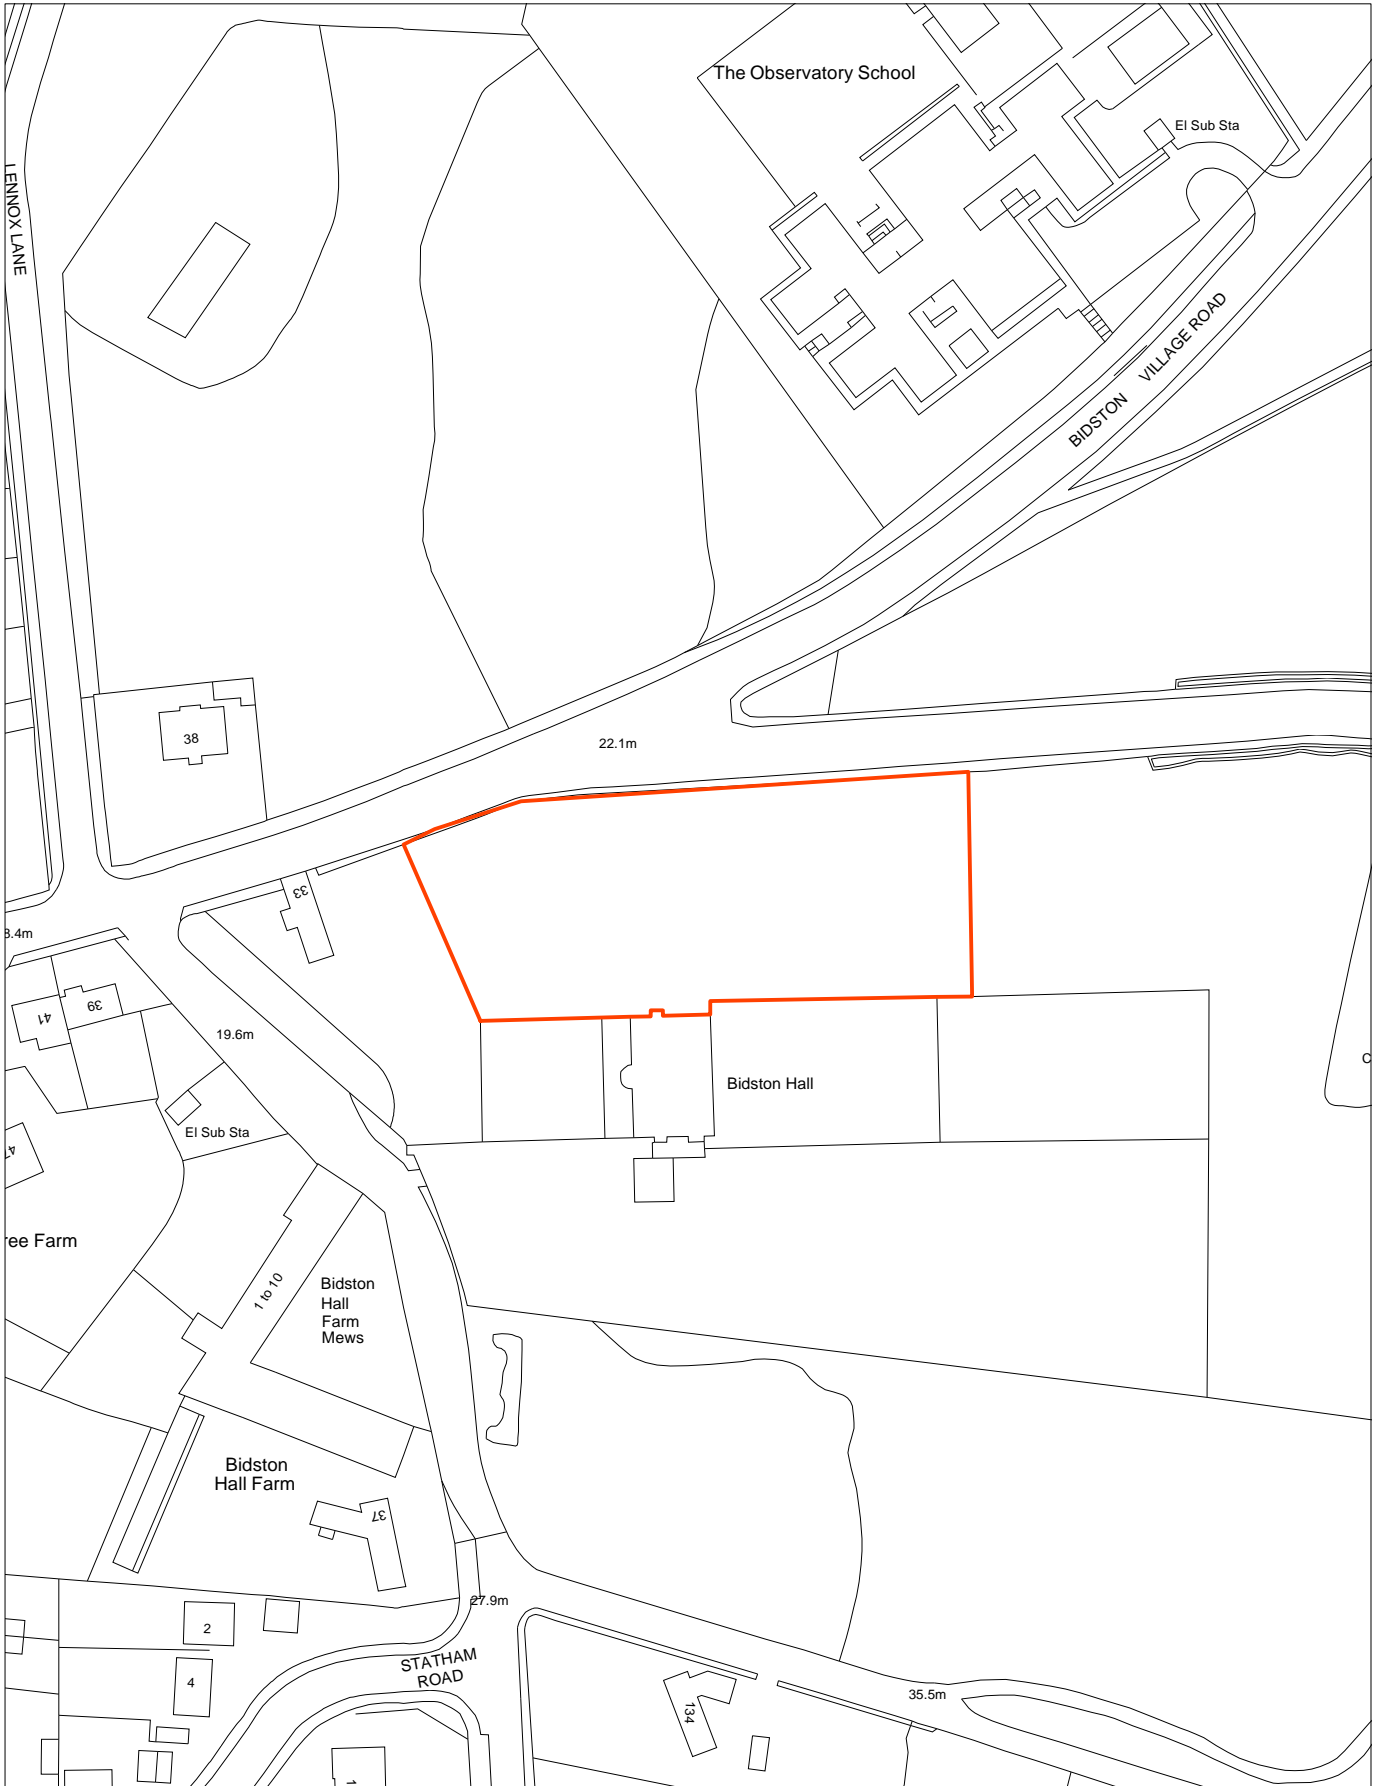 The Observatory School
El Sub Sta
LENNOX LANE
BIDSTON VILLAGE ROAD
38
22.1m
33
3.4m
39
41
19.6m
Bidston Hall
El Sub Sta
ree Farm
1 to 10
Bidston
Hall
Farm
Mews
Bidston
Hall Farm
37
27.9m
2
STATHAM
ROAD
4
134
35.5m